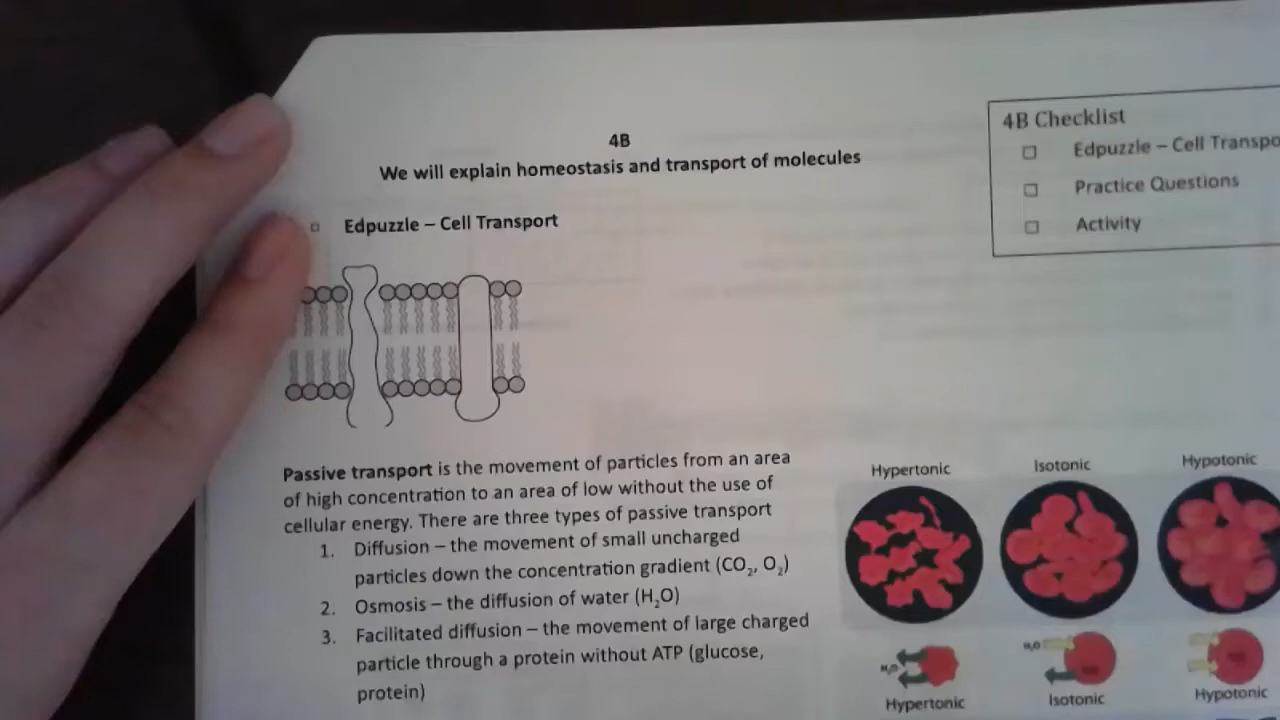 4B
We will explain homeostasis and transport of molecules
4B Checklist
Edpuzzle – Cell Transpo
Practice Questions
Activity
Edpuzzle – Cell Transport
Passive transport is the movement of particles from an area
of high concentration to an area of low without the use of
cellular energy. There are three types of passive transport
1. Diffusion – the movement of small uncharged
particles down the concentration gradient (CO₂, O₂)
2. Osmosis – the diffusion of water (H₂O)
3. Facilitated diffusion – the movement of large charged
particle through a protein without ATP (glucose,
protein)
Hypertonic Isotonic Hypotonic
H₂O H₂O
Hypertonic Isotonic Hypotonic